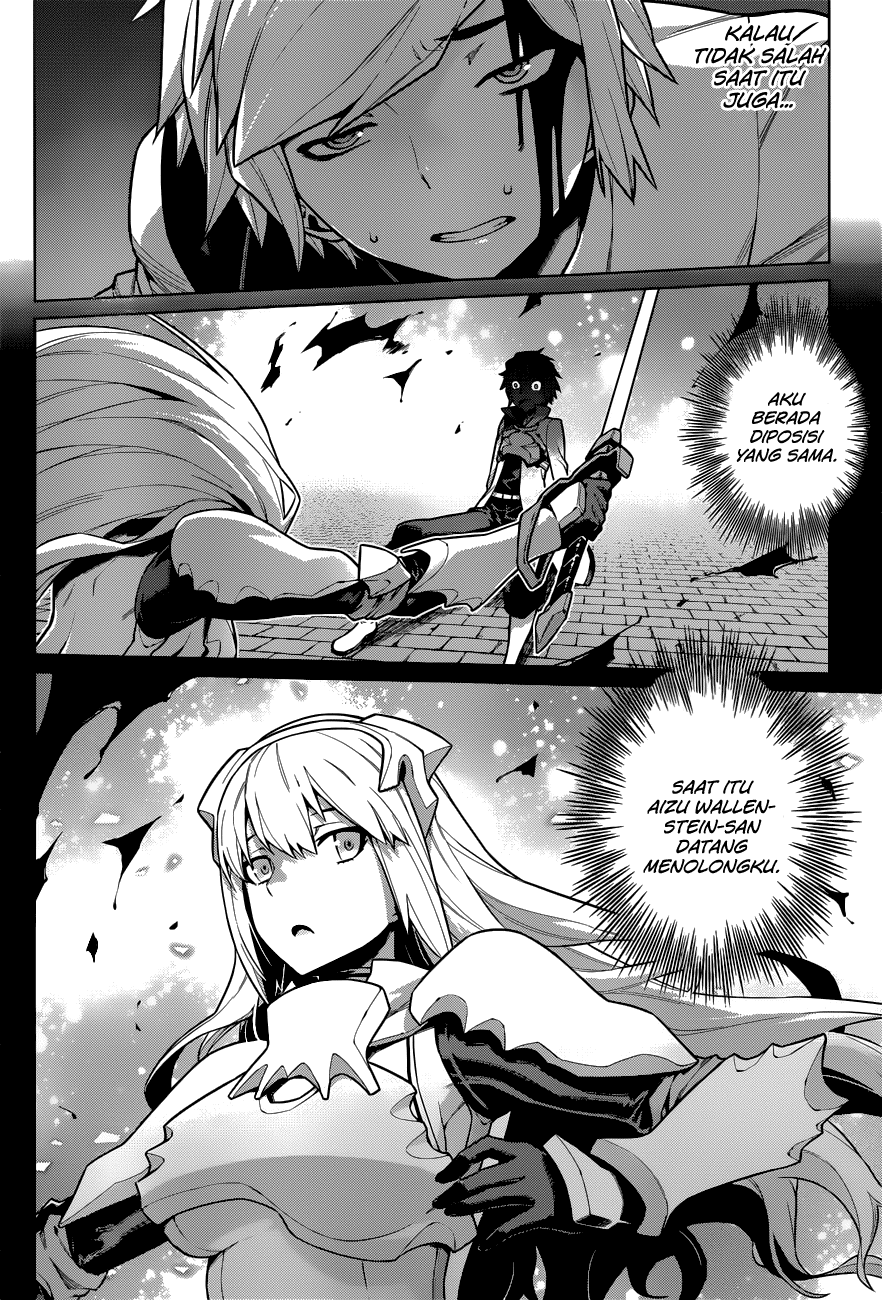 KALAU
TIDAK SALAH
SAAT ITU
JUGA...
AKU
BERADA
DIPOSISI
YANG SAMA.
SAAT ITU
AIZU WALLEN-
STEIN-SAN
DATANG
MENOLONGKU.